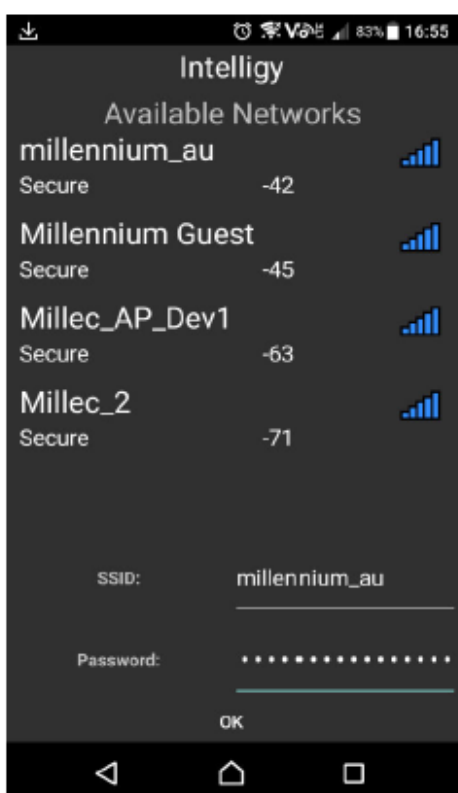 83% 16:55
Intelligy
Available Networks
millennium_au
Secure -42
Millennium Guest
Secure -45
Millec_AP_Dev1
Secure -63
Millec_2
Secure -71
SSID: millennium_au
Password: ••••••••••••••••
OK